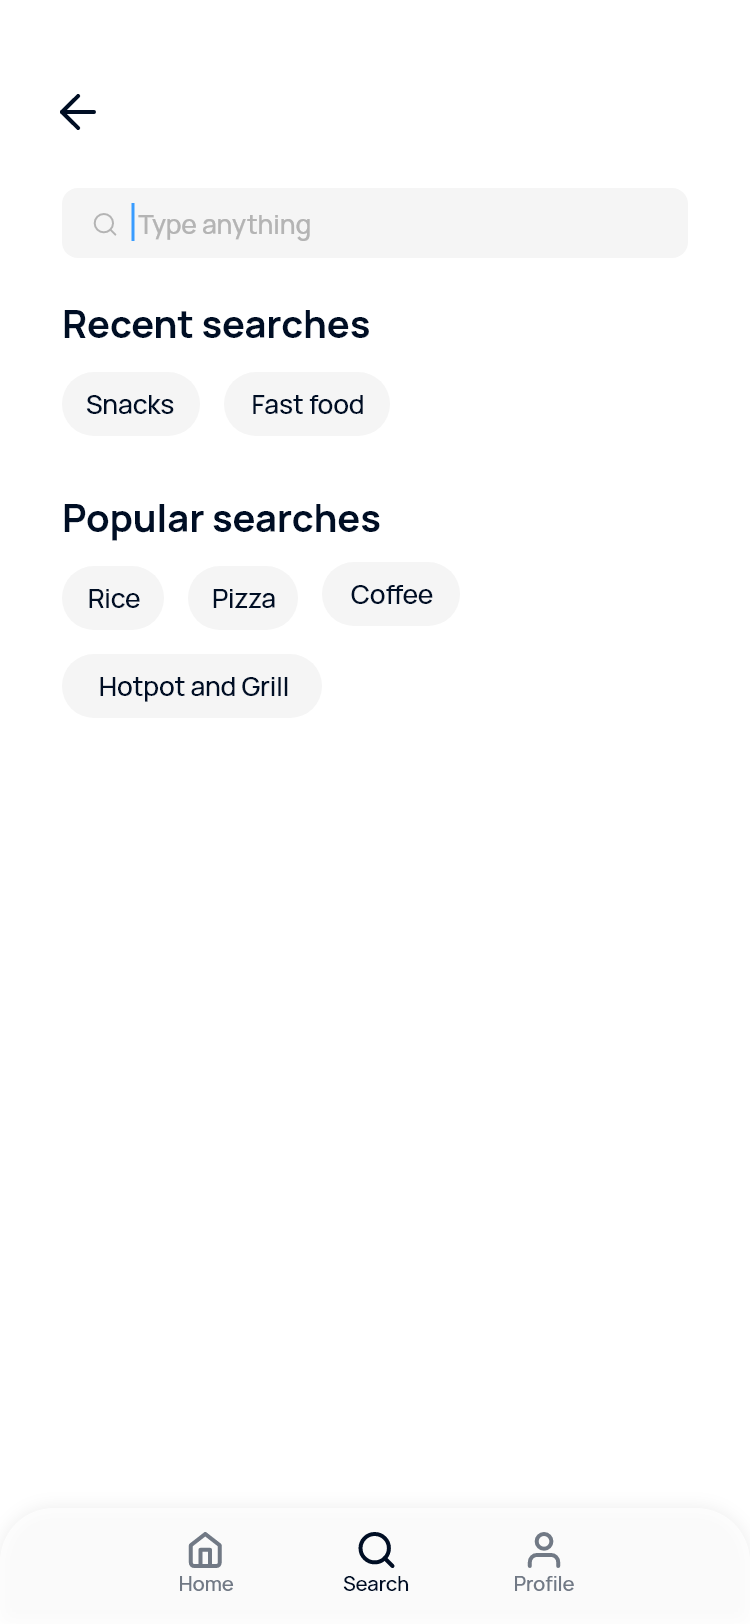 Type anything
Recent searches
Snacks Fast food
Popular searches
Rice Pizza Coffee
Hotpot and Grill
Home Search Profile